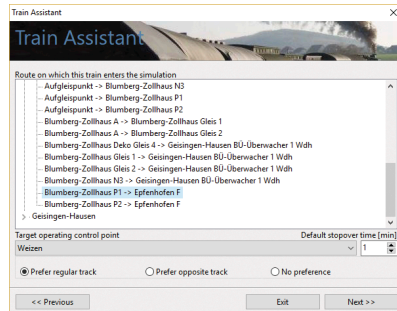 Train Assistant
Train Assistant
Route on which this train enters the simulation
Aufgleispunkt -> Blumberg-Zollhaus N3
Aufgleispunkt -> Blumberg-Zollhaus P1
Aufgleispunkt -> Blumberg-Zollhaus P2
Blumberg-Zollhaus A -> Blumberg-Zollhaus Gleis 1
Blumberg-Zollhaus A -> Blumberg-Zollhaus Gleis 2
Blumberg-Zollhaus Deko Gleis 4 -> Geisingen-Hausen BÜ-Überwacher 1 Wdh
Blumberg-Zollhaus Gleis 1 -> Geisingen-Hausen BÜ-Überwacher 1 Wdh
Blumberg-Zollhaus Gleis 2 -> Geisingen-Hausen BÜ-Überwacher 1 Wdh
Blumberg-Zollhaus N3 -> Geisingen-Hausen BÜ-Überwacher 1 Wdh
Blumberg-Zollhaus P1 -> Epfenhofen F
Blumberg-Zollhaus P2 -> Epfenhofen F
Geisingen-Hausen
Target operating control point Default stopover time [min]
Weizen 1
Prefer regular track Prefer opposite track No preference
<< Previous Exit Next >>